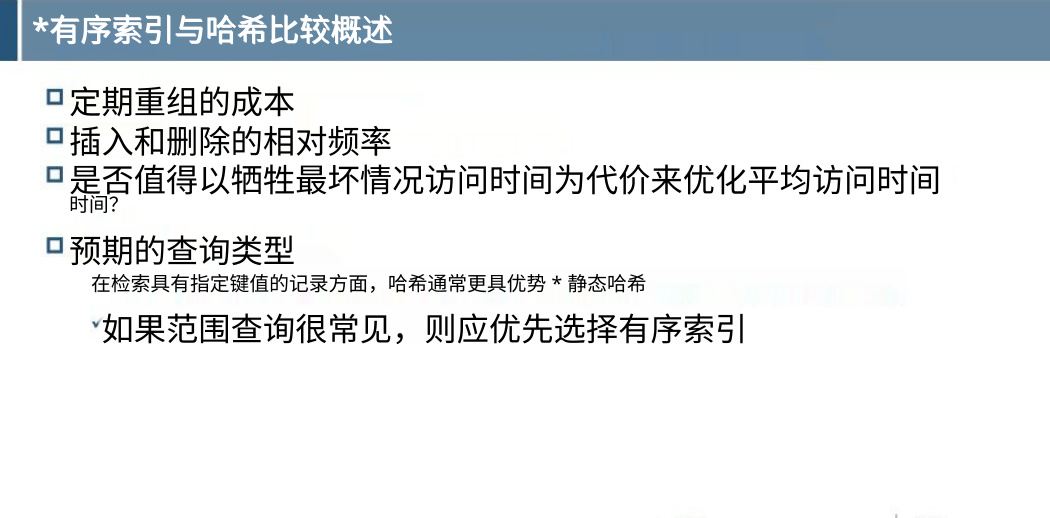 *有序索引与哈希比较概述
定期重组的成本
插入和删除的相对频率
是否值得以牺牲最坏情况访问时间为代价来优化平均访问时间
时间？
预期的查询类型
在检索具有指定键值的记录方面，哈希通常更具优势 * 静态哈希
如果范围查询很常见，则应优先选择有序索引